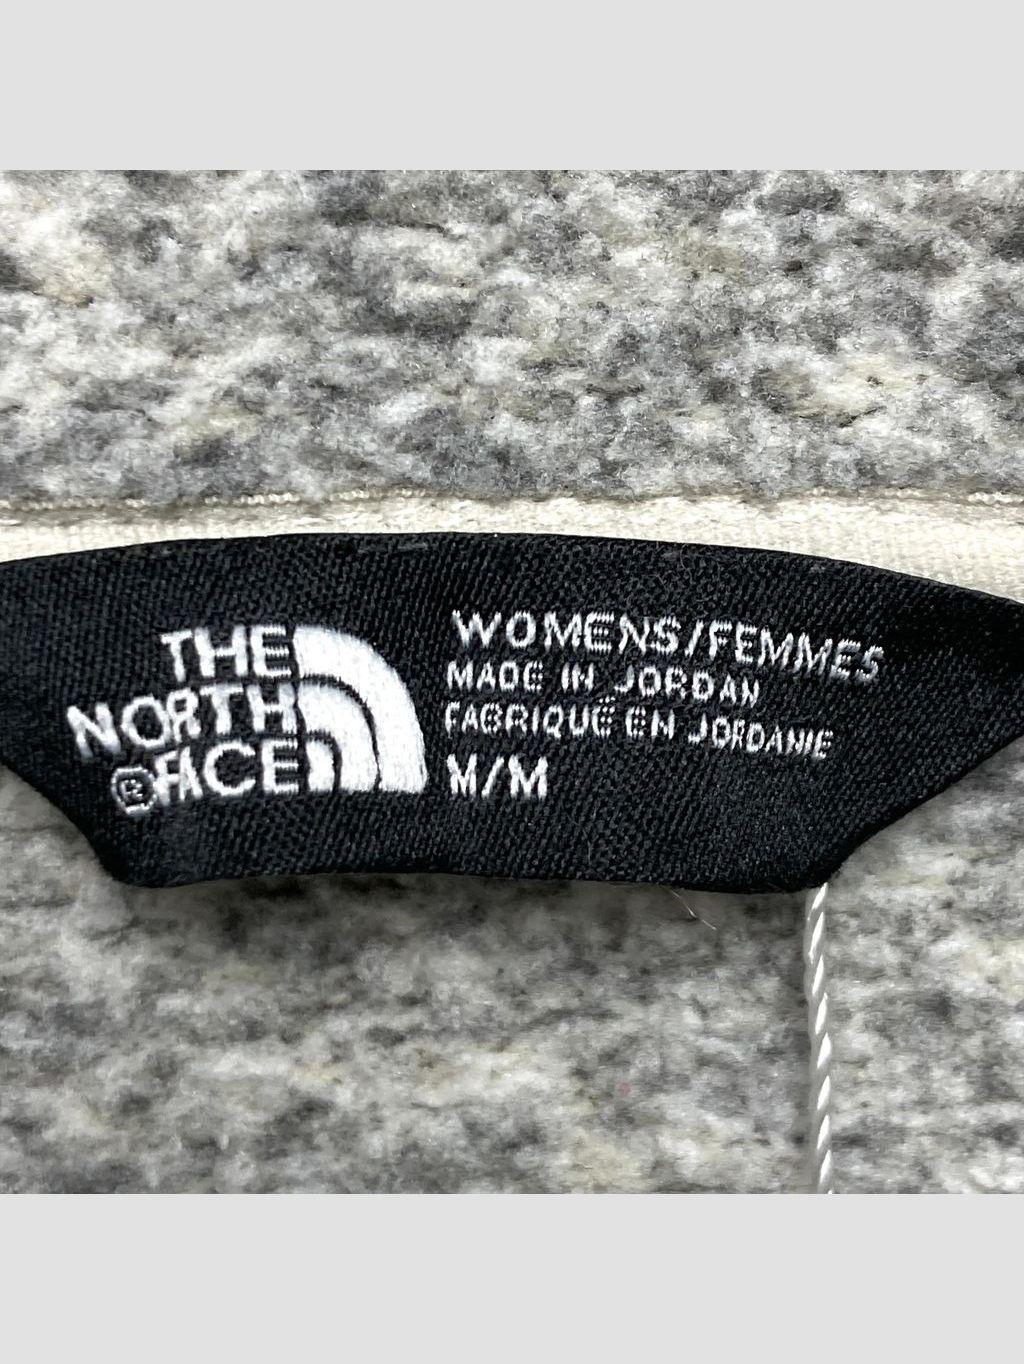 THE
NORTH
®FACE
WOMENS/FEMMES
MADE IN JORDAN
FABRIQUÉ EN JORDANIE
M/M